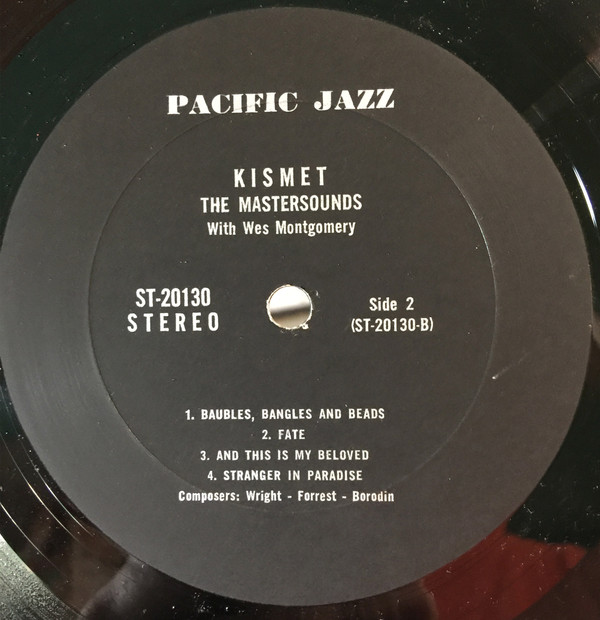 PACIFIC JAZZ
KISMET
THE MASTERSOUNDS
With Wes Montgomery
ST-20130
STEREO
Side 2
(ST-20130-B)
1. BAUBLES, BANGLES AND BEADS
2. FATE
3. AND THIS IS MY BELOVED
4. STRANGER IN PARADISE
Composers: Wright - Forrest - Borodin